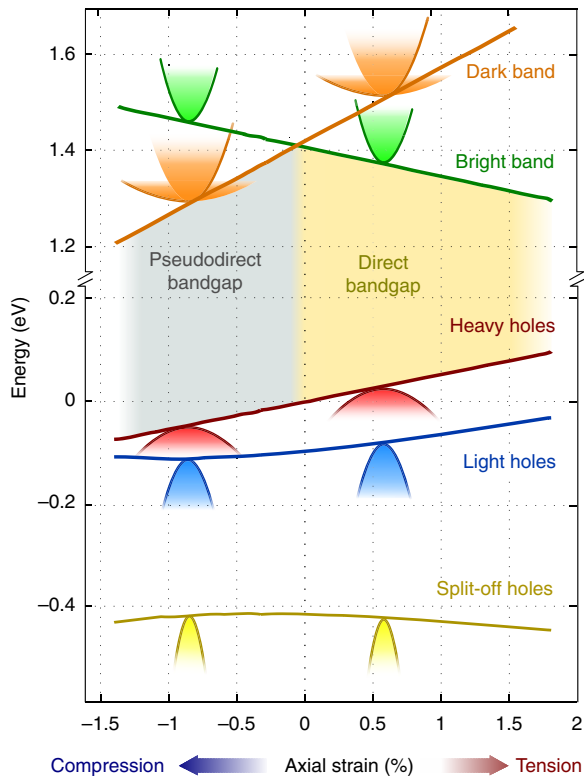 1.6
1.4
1.2
0.2
0
−0.2
−0.4
Energy (eV)
Dark band
Bright band
Pseudodirect
bandgap
Direct
bandgap
Heavy holes
Light holes
Split-off holes
−1.5
−1
−0.5
0
0.5
1
1.5
2
Compression
Axial strain (%)
Tension